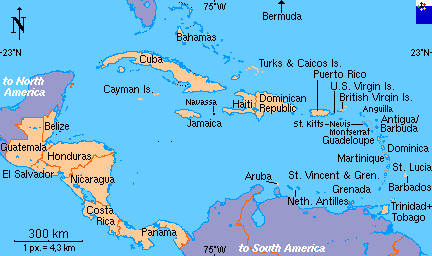 N
75°W
Bermuda
Bahamas
23°N
23°N
Cuba
Turks & Caicos Is.
to North
America
Cayman Is.
Puerto Rico
U.S. Virgin Is.
British Virgin Is.
Navassa
Haiti
Dominican
Republic
Anguilla
Jamaica
St. Kitts -Nevis
Antigua/
Barbuda
Belize
Montserrat
Guadeloupe
Guatemala
Dominica
Honduras
Martinique
El Salvador
St. Lucia
Nicaragua
Aruba
St. Vincent & Gren.
Barbados
Grenada
Neth. Antilles
Costa
Rica
Trinidad+
Tobago
Panama
300 km
1 px. = 4,3 km
75°W
to South America